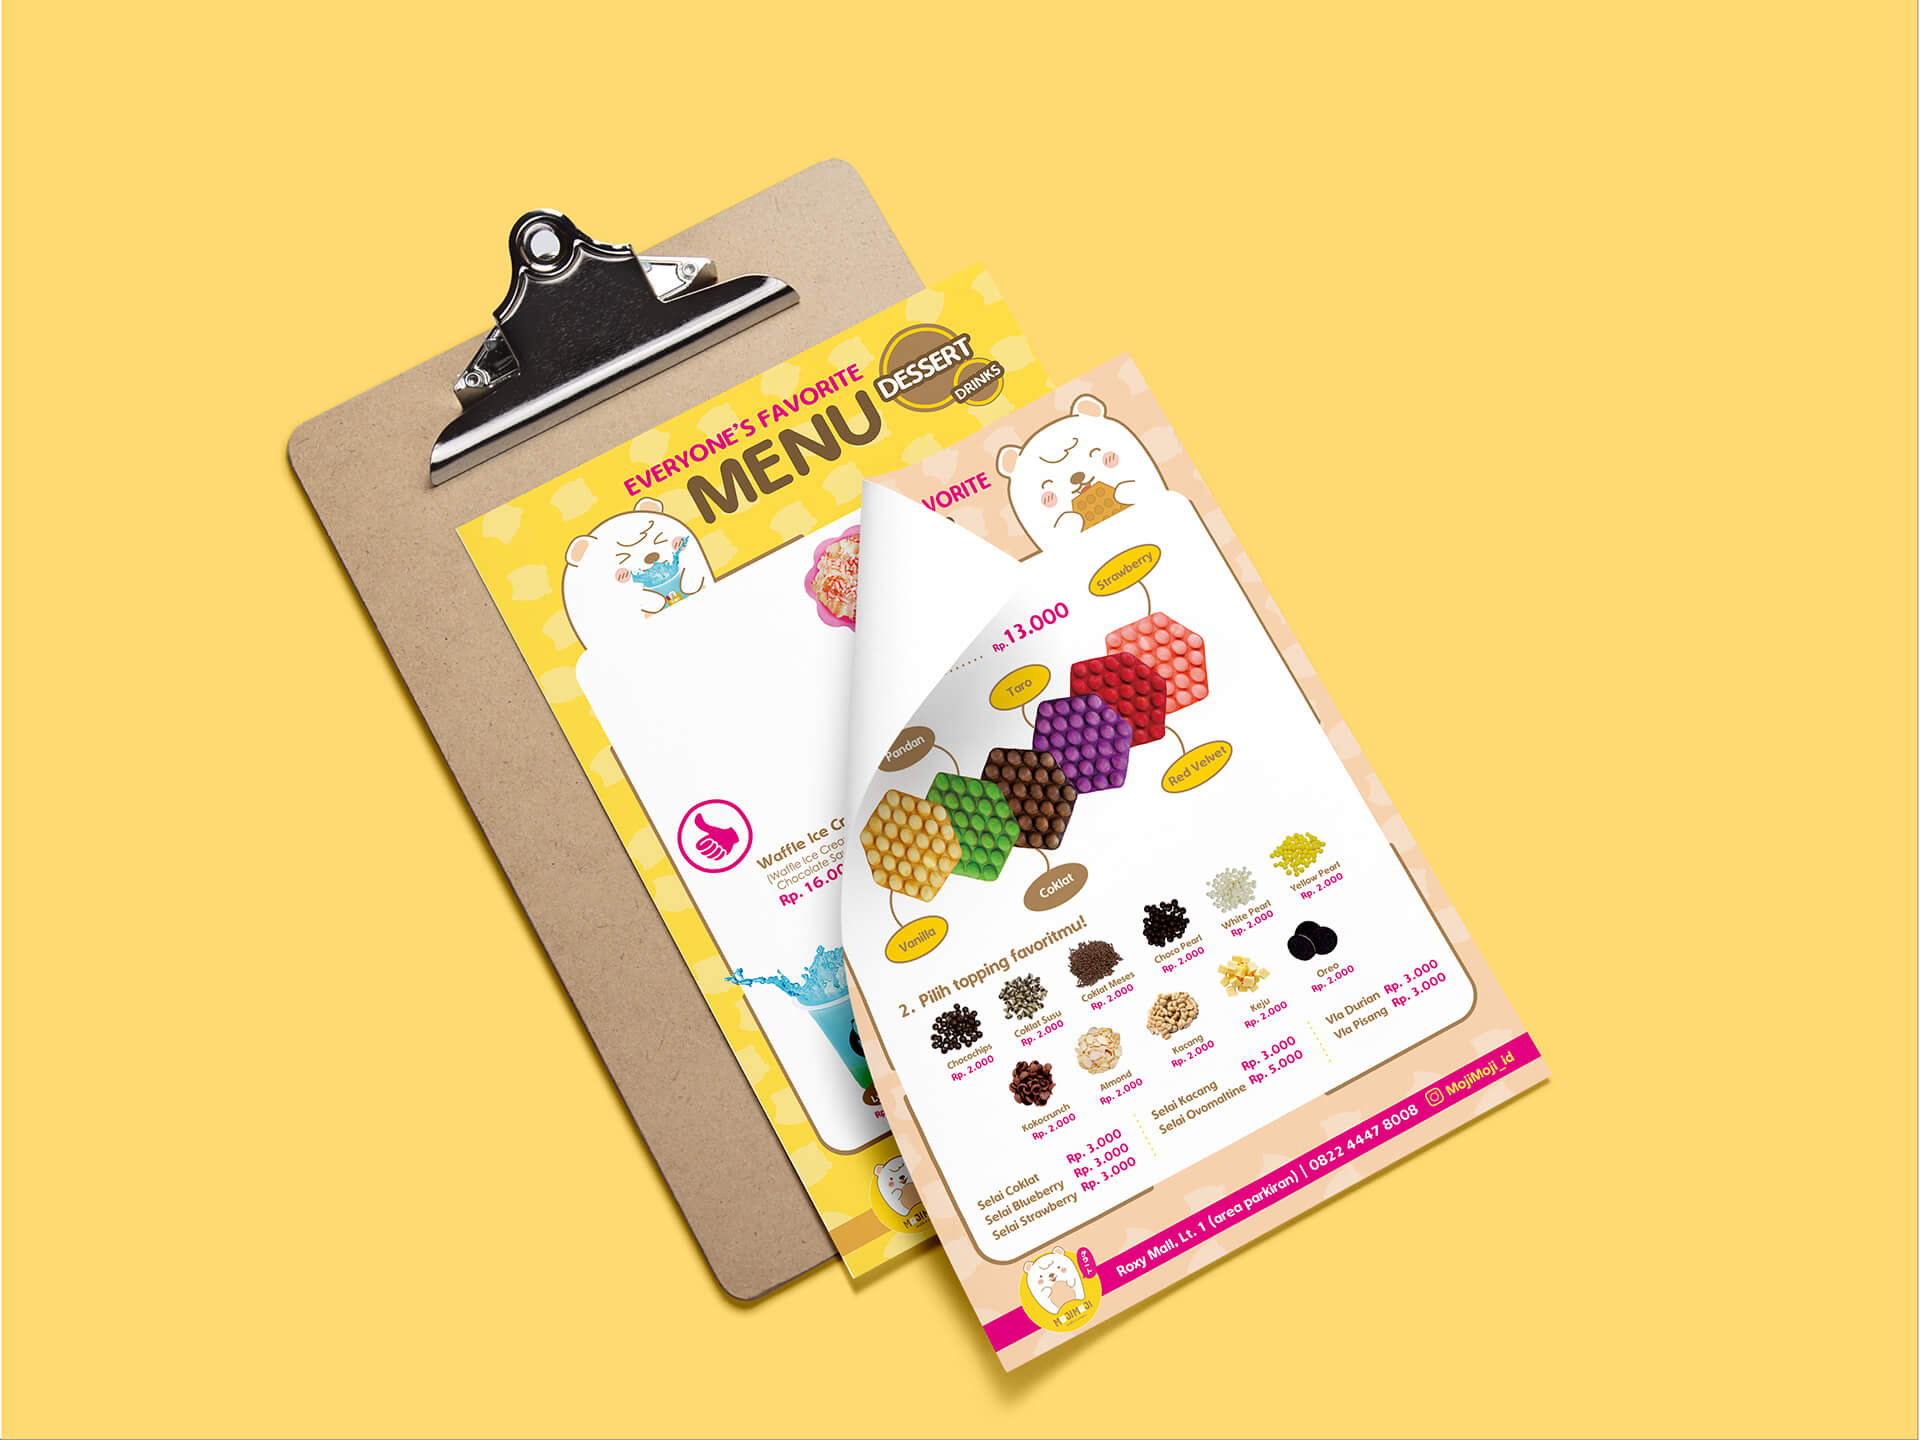 EVERYONE'S FAVORITE
MENU
DESSERT
DRINKS
Waffle Ice Cr
(Waffle Ice Crea
Chocolate Sa
Rp. 16.00
VORITE
Rp. 13.000
Strawberry
Taro
Pandan
Red Velvet
Coklat
Vanilla
2. Pilih topping favoritmu!
Chocochips
Rp. 2.000
Coklat Susu
Rp. 2.000
Coklat Meses
Rp. 2.000
Choco Pearl
Rp. 2.000
White Pearl
Rp. 2.000
Yellow Pearl
Rp. 2.000
Kokocrunch
Rp. 2.000
Almond
Rp. 2.000
Kacang
Rp. 2.000
Keju
Rp. 2.000
Oreo
Rp. 2.000
Selai Coklat Rp. 3.000
Selai Blueberry Rp. 3.000
Selai Strawberry Rp. 3.000
Selai Kacang Rp. 3.000
Selai Ovomaltine Rp. 5.000
Vla Durian Rp. 3.000
Vla Pisang Rp. 3.000
MOJIMOJI
Roxy Mall, Lt. 1 (area parkiran) | 0822 4447 8008 MojiMoji_id